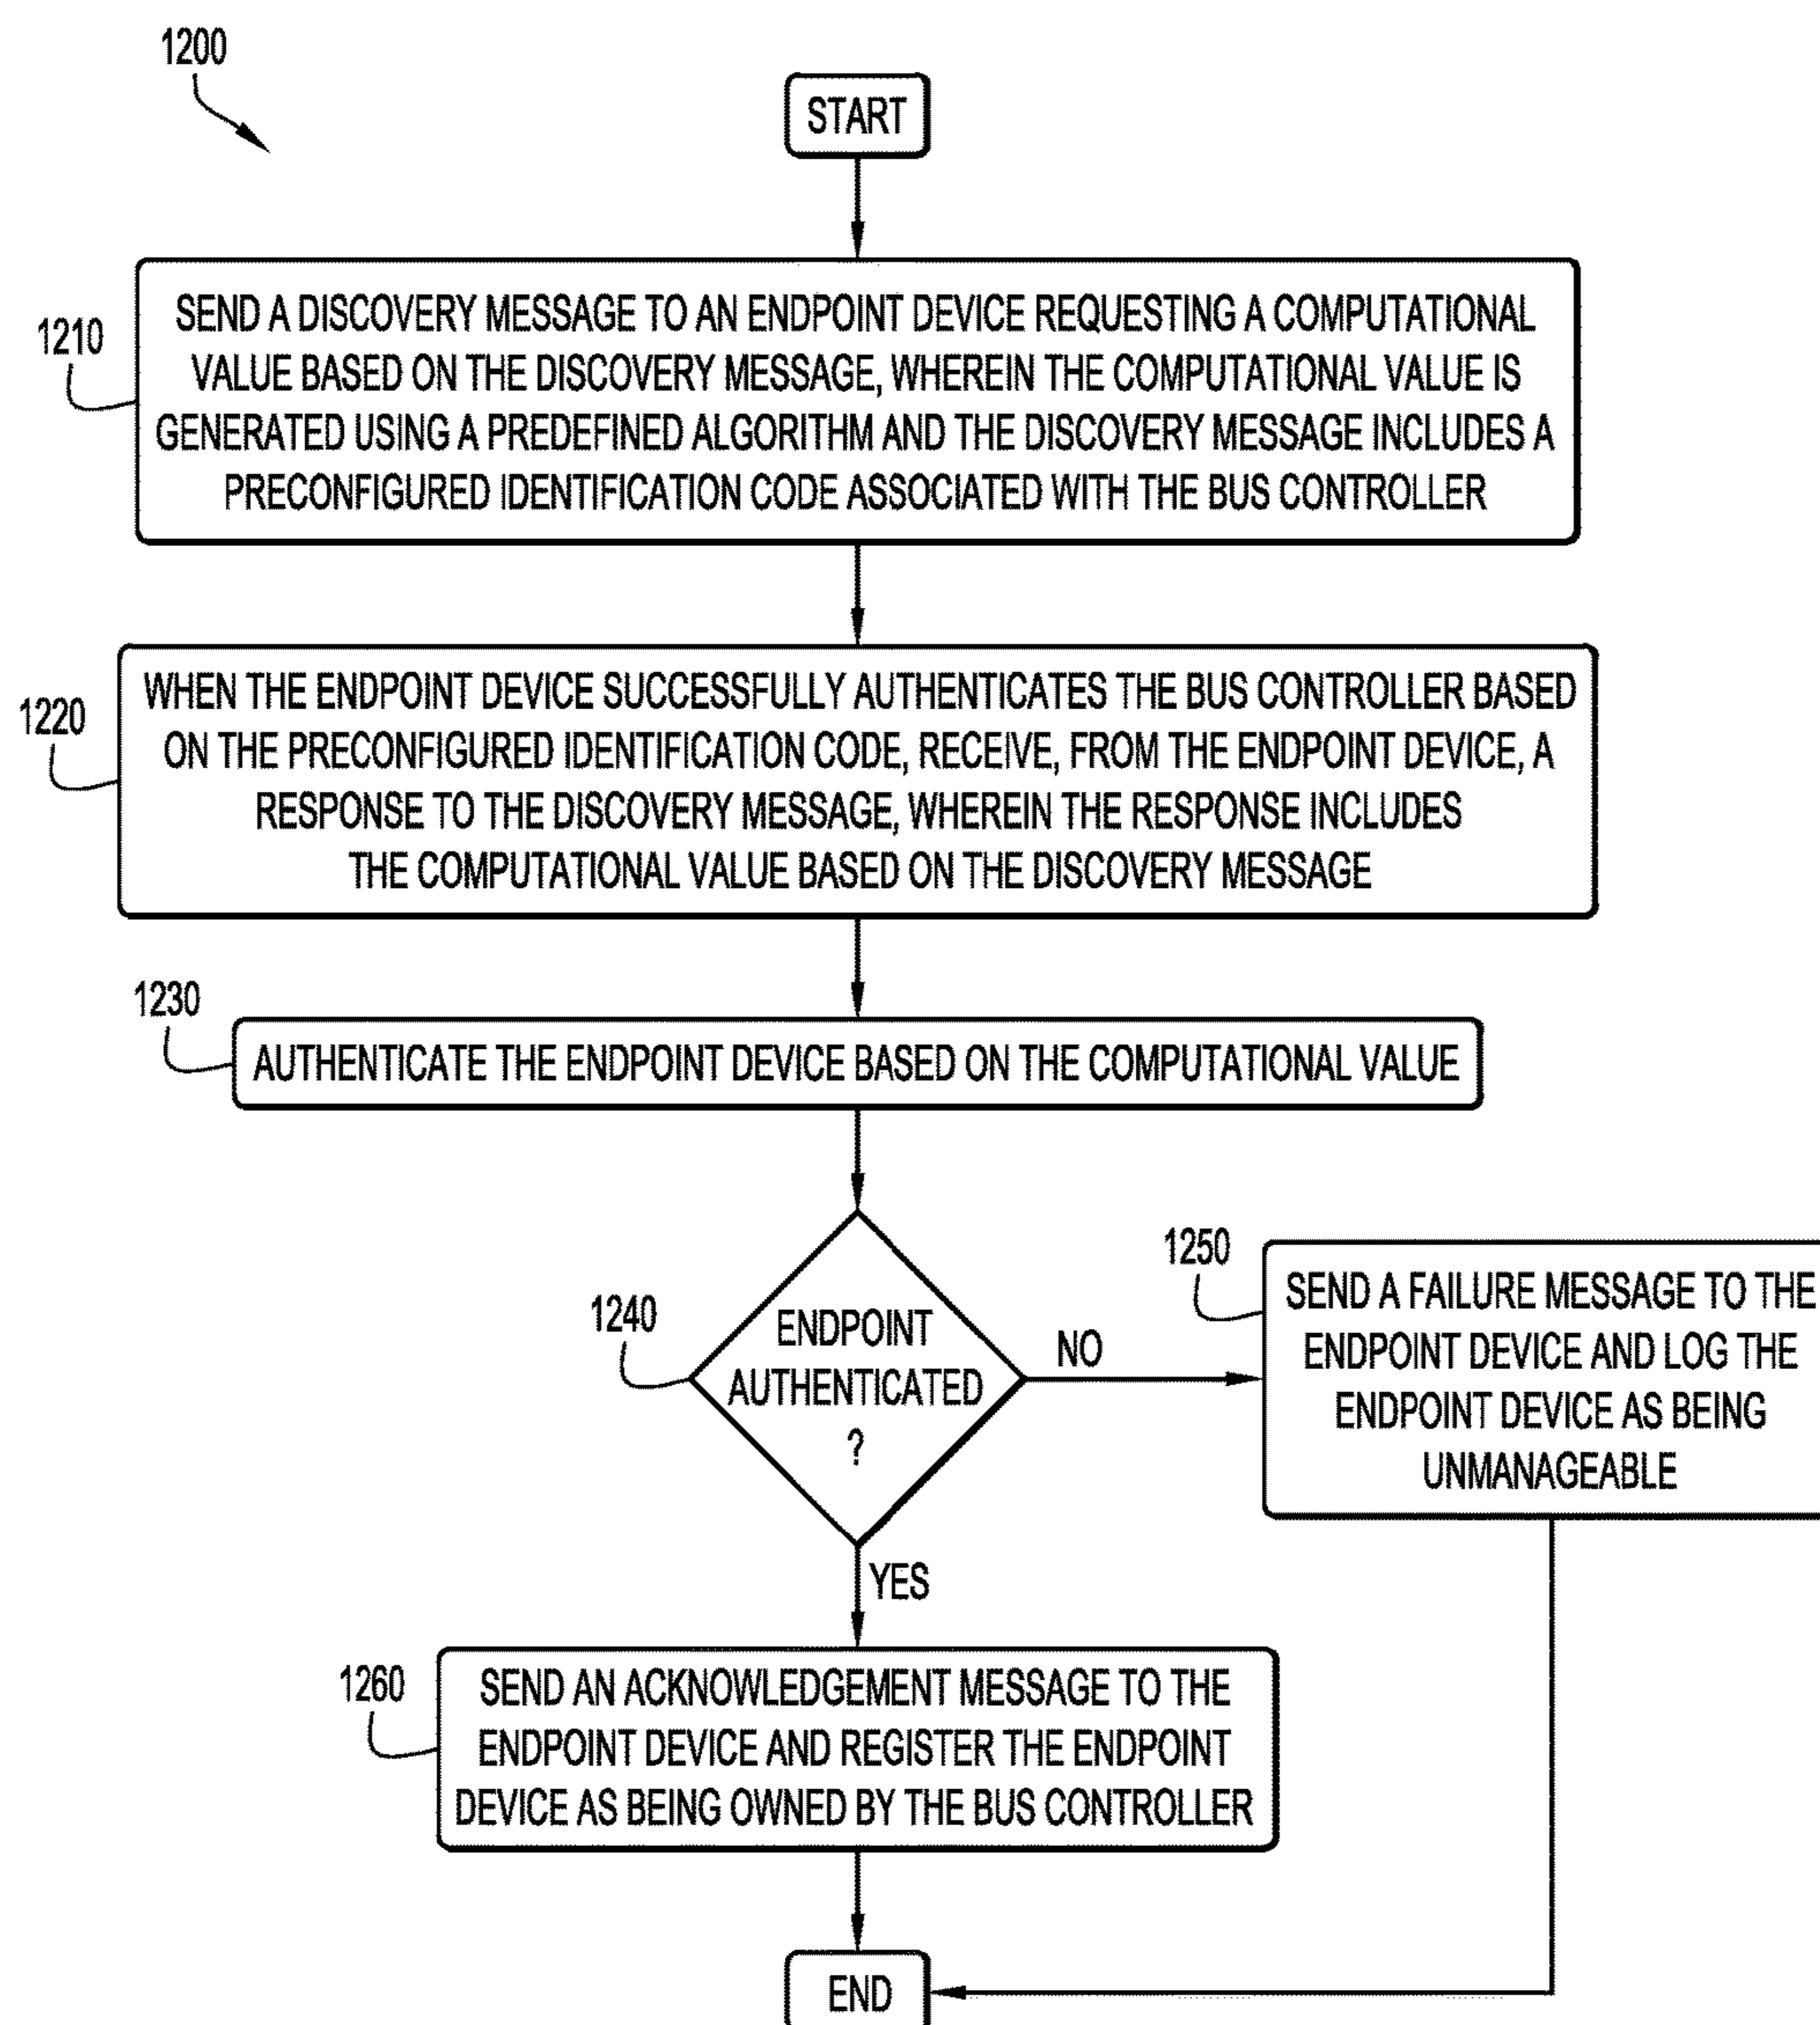 1200
START
1210
SEND A DISCOVERY MESSAGE TO AN ENDPOINT DEVICE REQUESTING A COMPUTATIONAL
VALUE BASED ON THE DISCOVERY MESSAGE, WHEREIN THE COMPUTATIONAL VALUE IS
GENERATED USING A PREDEFINED ALGORITHM AND THE DISCOVERY MESSAGE INCLUDES A
PRECONFIGURED IDENTIFICATION CODE ASSOCIATED WITH THE BUS CONTROLLER
1220
WHEN THE ENDPOINT DEVICE SUCCESSFULLY AUTHENTICATES THE BUS CONTROLLER BASED
ON THE PRECONFIGURED IDENTIFICATION CODE, RECEIVE, FROM THE ENDPOINT DEVICE, A
RESPONSE TO THE DISCOVERY MESSAGE, WHEREIN THE RESPONSE INCLUDES
THE COMPUTATIONAL VALUE BASED ON THE DISCOVERY MESSAGE
1230
AUTHENTICATE THE ENDPOINT DEVICE BASED ON THE COMPUTATIONAL VALUE
1240
ENDPOINT
AUTHENTICATED
?
NO
1250
SEND A FAILURE MESSAGE TO THE
ENDPOINT DEVICE AND LOG THE
ENDPOINT DEVICE AS BEING
UNMANAGEABLE
YES
1260
SEND AN ACKNOWLEDGEMENT MESSAGE TO THE
ENDPOINT DEVICE AND REGISTER THE ENDPOINT
DEVICE AS BEING OWNED BY THE BUS CONTROLLER
END